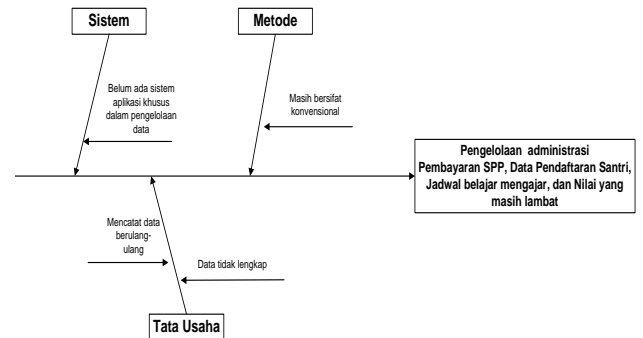 Sistem
Metode
Belum ada sistem
aplikasi khusus
dalam pengelolaan
data
Masih bersifat
konvensional
Pengelolaan administrasi
Pembayaran SPP, Data Pendaftaran Santri,
Jadwal belajar mengajar, dan Nilai yang
masih lambat
Mencatat data
berulang-
ulang
Data tidak lengkap
Tata Usaha